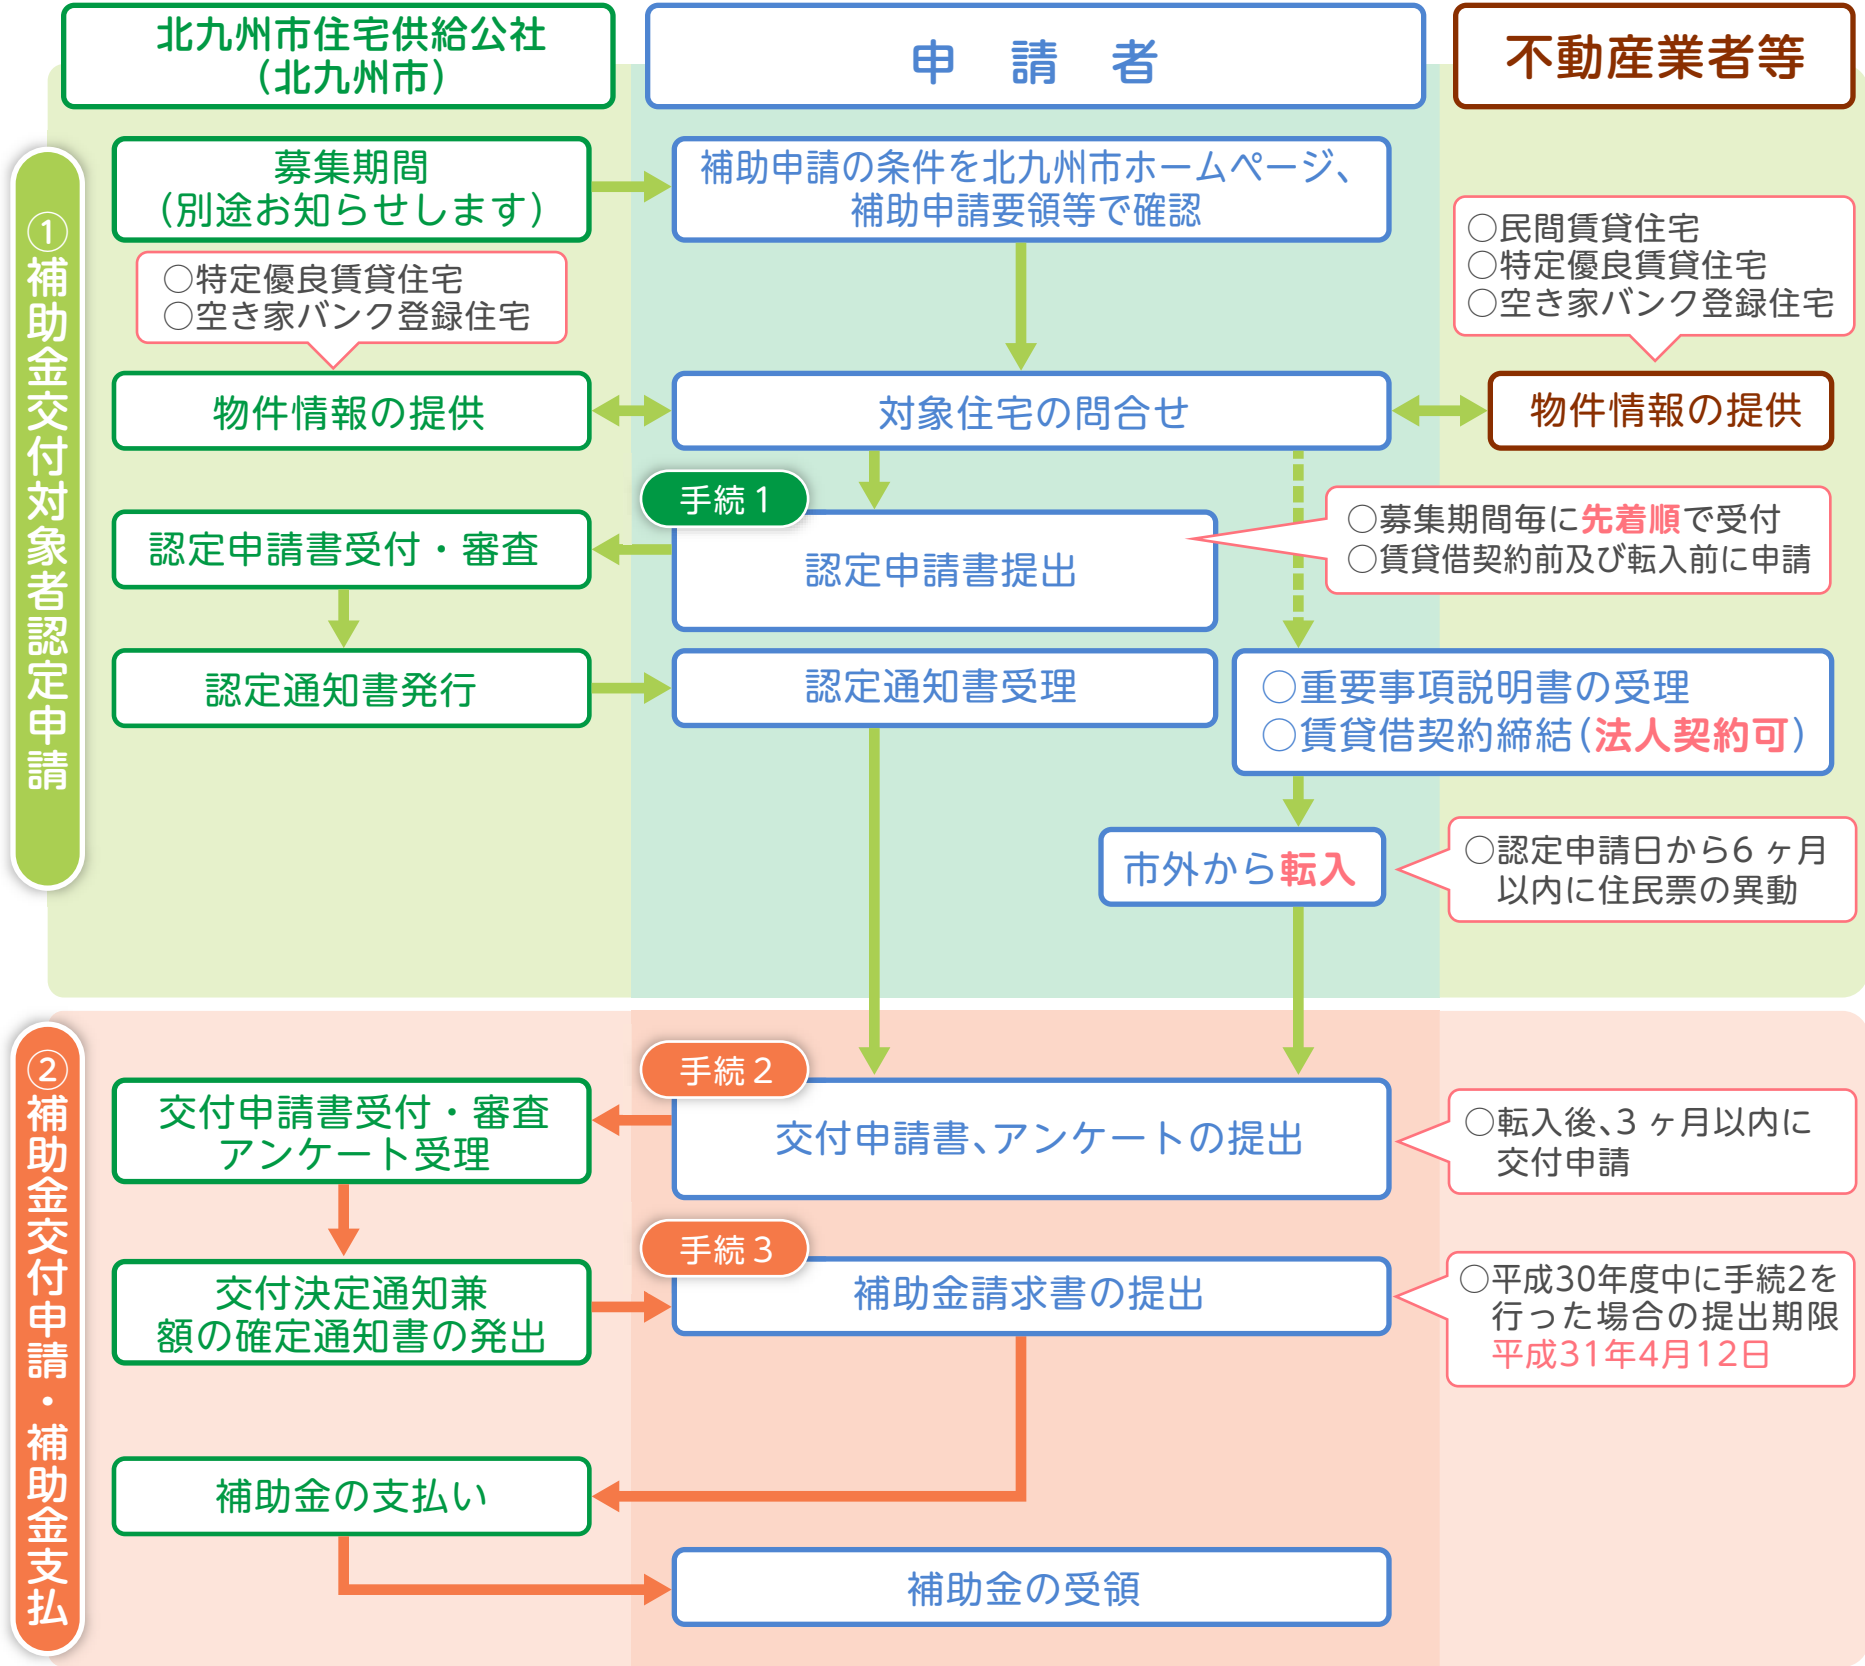 北九州市住宅供給公社
（北九州市）
申　請　者
不動産業者等
①補助金交付対象者認定申請
募集期間
（別途お知らせします）
補助申請の条件を北九州市ホームページ、
補助申請要領等で確認
○特定優良賃貸住宅
○空き家バンク登録住宅
○民間賃貸住宅
○特定優良賃貸住宅
○空き家バンク登録住宅
物件情報の提供
対象住宅の問合せ
物件情報の提供
手続１
認定申請書受付・審査
認定申請書提出
○募集期間毎に先着順で受付
○賃貸借契約前及び転入前に申請
認定通知書発行
認定通知書受理
○重要事項説明書の受理
○賃貸借契約締結（法人契約可）
市外から転入
○認定申請日から6ヶ月
以内に住民票の異動
②補助金交付申請・補助金支払
手続２
交付申請書受付・審査
アンケート受理
交付申請書、アンケートの提出
○転入後、3ヶ月以内に
交付申請
手続３
交付決定通知兼
額の確定通知書の発出
補助金請求書の提出
○平成30年度中に手続2を
行った場合の提出期限
平成31年4月12日
補助金の支払い
補助金の受領